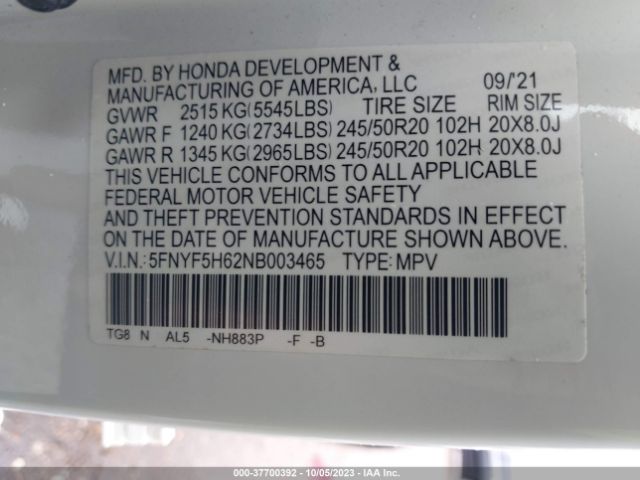 MFD. BY HONDA DEVELOPMENT &
MANUFACTURING OF AMERICA, LLC 09/'21
GVWR 2515 KG(5545LBS) TIRE SIZE RIM SIZE
GAWR F 1240 KG(2734LBS) 245/50R20 102H 20X8.0J
GAWR R 1345 KG(2965LBS) 245/50R20 102H 20X8.0J
THIS VEHICLE CONFORMS TO ALL APPLICABLE
FEDERAL MOTOR VEHICLE SAFETY
AND THEFT PREVENTION STANDARDS IN EFFECT
ON THE DATE OF MANUFACTURE SHOWN ABOVE.
V.I.N.:5FNYF5H62NB003465 TYPE:MPV
TG8 N AL5 -NH883P -F -B
000-37700392 - 10/05/2023 - IAA Inc.